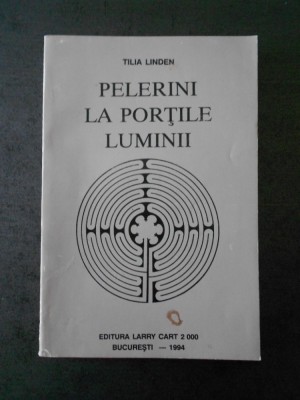 TILIA LINDEN
PELERINI
LA PORŢILE
LUMINII
EDITURA LARRY CART 2 000
BUCUREŞTI — 1994